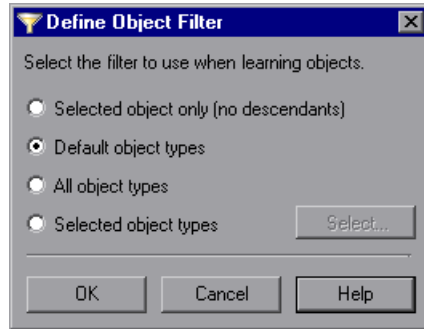 Define Object Filter
Select the filter to use when learning objects.
Selected object only (no descendants)
Default object types
All object types
Selected object types
Select...
OK
Cancel
Help